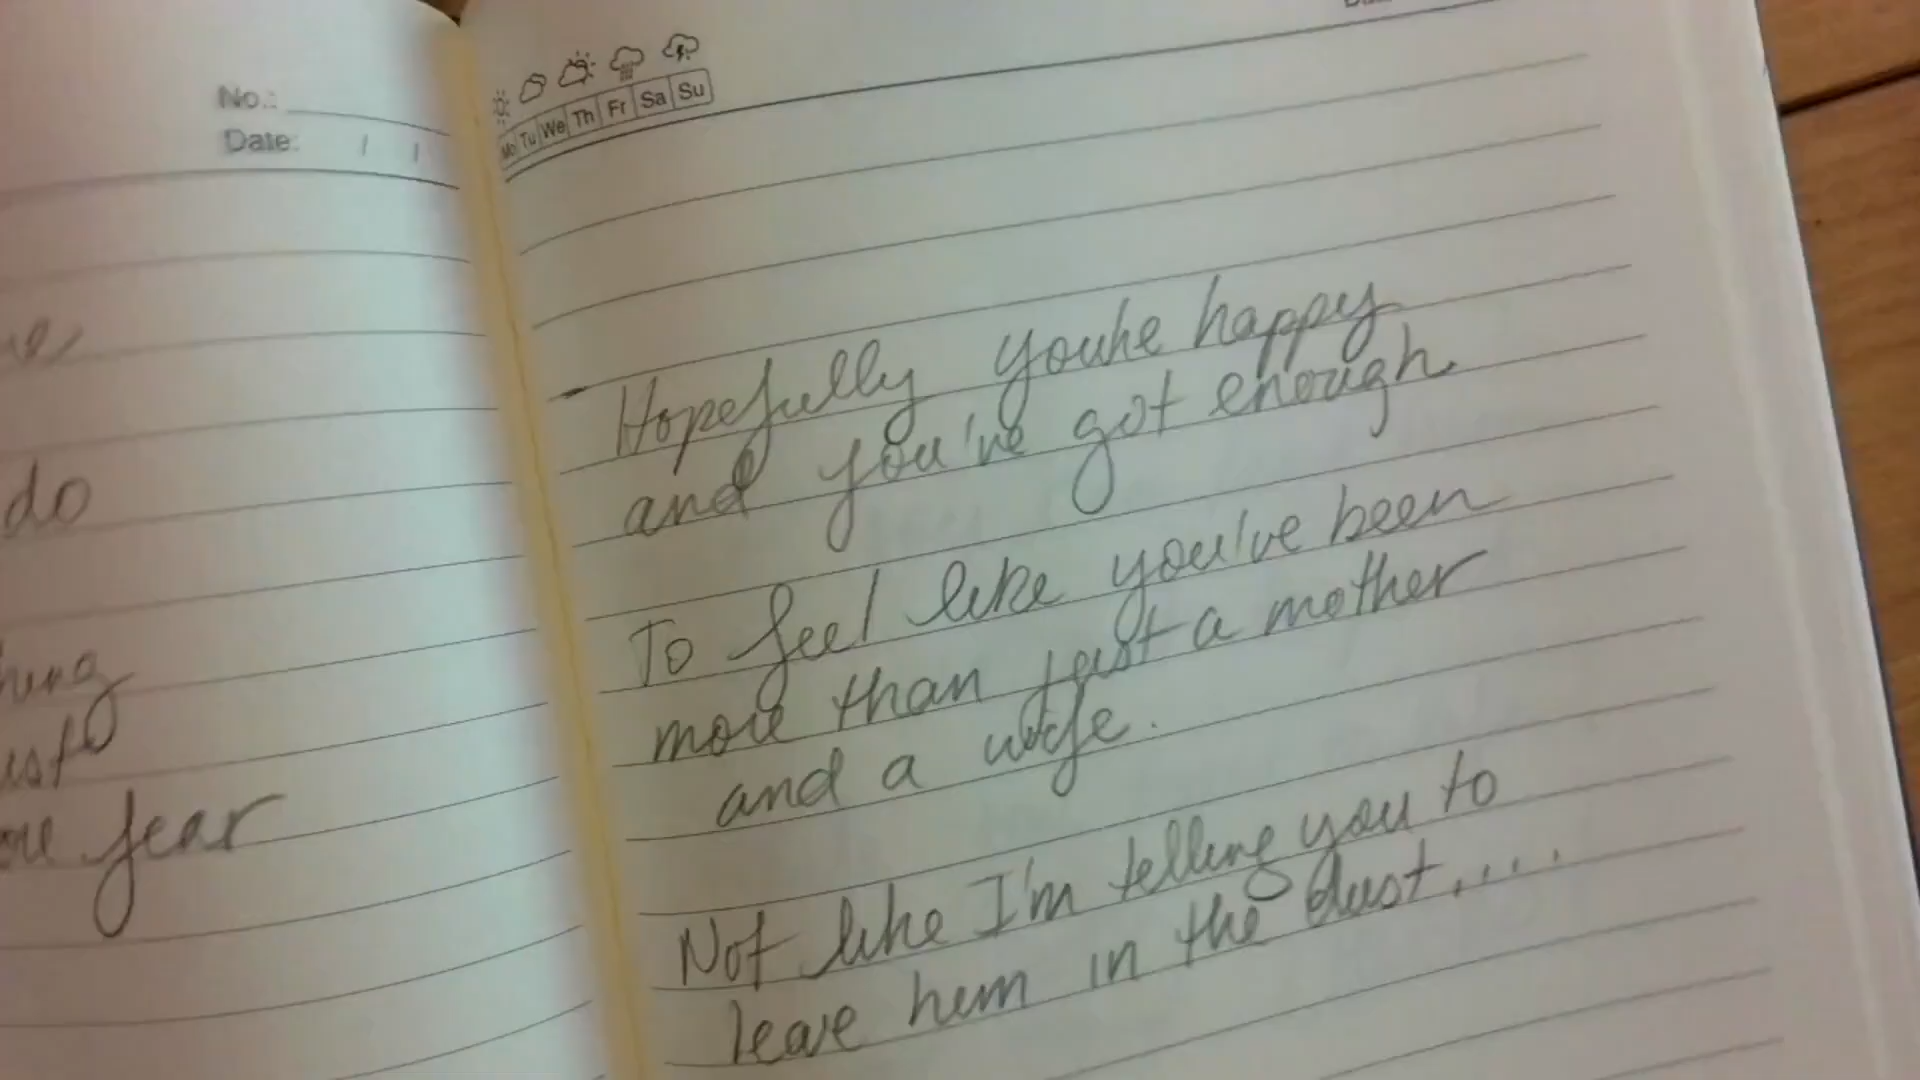 No.:
Date: / /
do
fear
Mo Tu We Th Fr Sa Su
- Hopefully you're happy
and you've got enough
To feel like you've been
more than just a mother
and a wife.
Not like I'm telling you to
leave him in the dust....